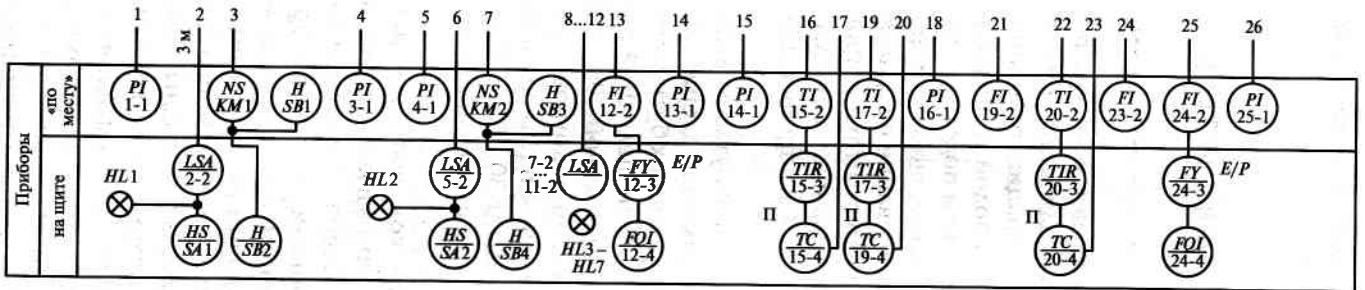 1 2 3 4 5 6 7 8...12 13 14 15 16 17 19 20 18 21 22 23 24 25 26
3 м
Приборы
«по месту»
PI 1-1
NS KM1
H SB1
PI 3-1
PI 4-1
NS KM2
H SB3
FI 12-2
PI 13-1
PI 14-1
TI 15-2
TI 17-2
PI 16-1
FI 19-2
TI 20-2
FI 23-2
FI 24-2
PI 25-1
на щите
HL1
LSA 2-2
HL2
LSA 5-2
7-2 ... 11-2
LSA
FY 12-3
E/P
TIR 15-3
TIR 17-3
TIR 20-3
FY 24-3
E/P
HS SA1
H SB2
HS SA2
H SB4
HL3–
HL7
FQI 12-4
П
TC 15-4
П
TC 19-4
П
TC 20-4
FQI 24-4